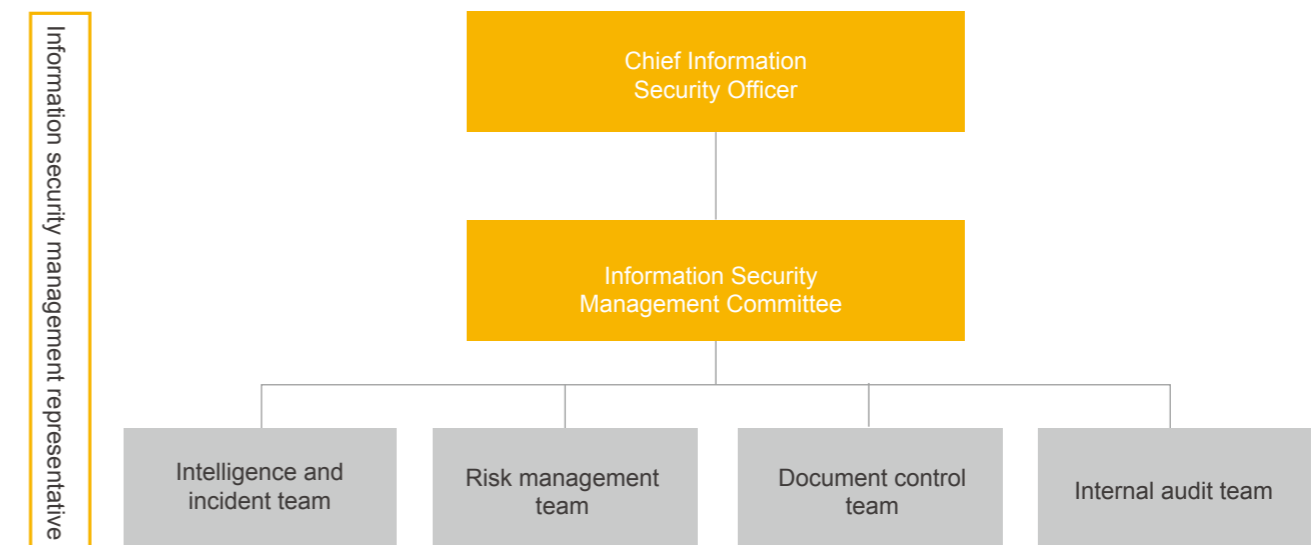 Information security management representative
Chief Information
Security Officer
Information Security
Management Committee
Intelligence and
incident team
Risk management
team
Document control
team
Internal audit team